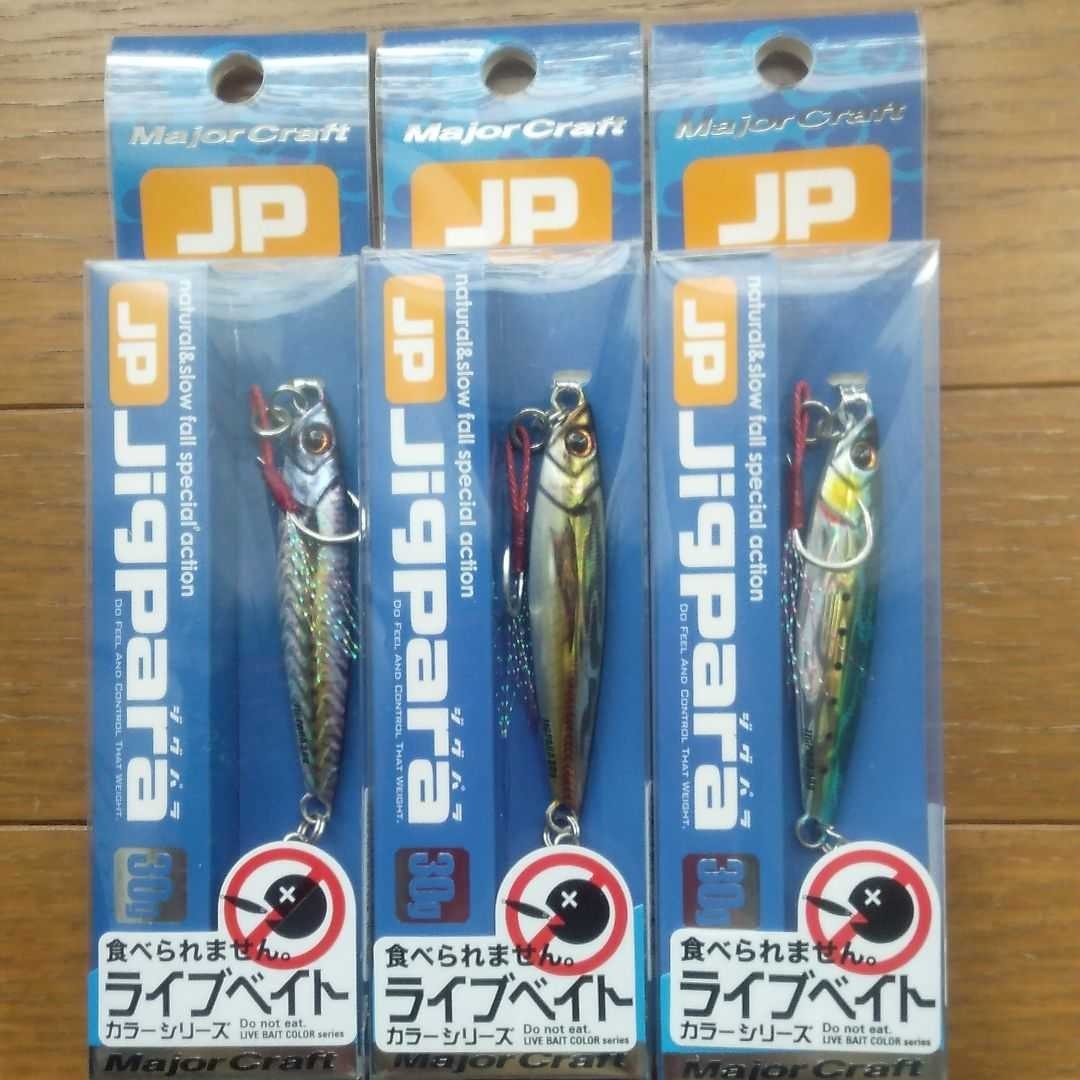 Major Craft
JP
JP
natural&slow fall special action
Jigpara
ジグパラ
DO FEEL AND CONTROL THAT WEIGHT.
30g
食べられません。
ライブベイト
カラーシリーズ
Do not eat.
LIVE BAIT COLOR series
Major Craft
Major Craft
JP
JP
natural&slow fall special action
Jigpara
ジグパラ
DO FEEL AND CONTROL THAT WEIGHT.
30g
食べられません。
ライブベイト
カラーシリーズ
Do not eat.
LIVE BAIT COLOR series
Major Craft
Major Craft
JP
JP
natural&slow fall special action
Jigpara
ジグパラ
DO FEEL AND CONTROL THAT WEIGHT.
30g
食べられません。
ライブベイト
カラーシリーズ
Do not eat.
LIVE BAIT COLOR series
Major Craft